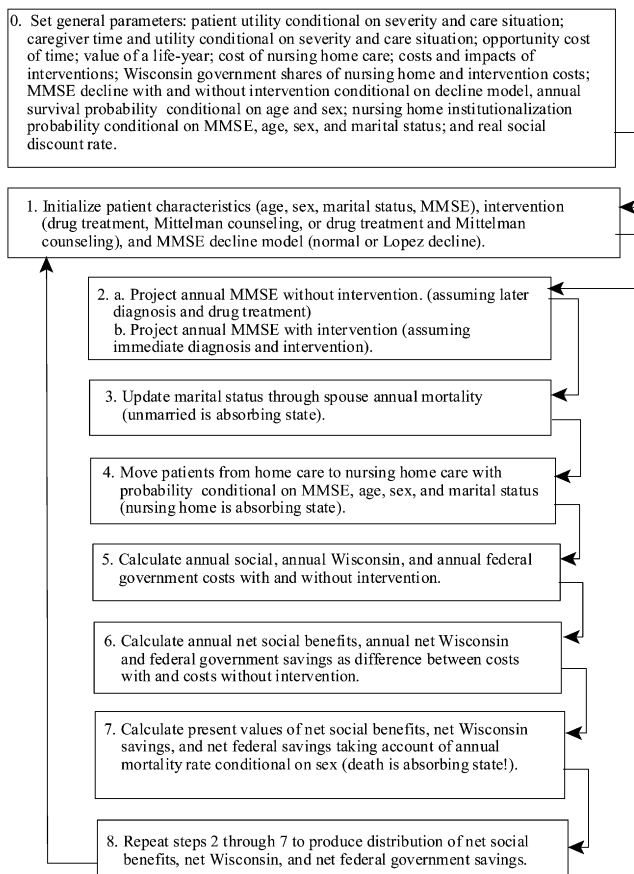 0. Set general parameters: patient utility conditional on severity and care situation;
caregiver time and utility conditional on severity and care situation; opportunity cost
of time; value of a life-year; cost of nursing home care; costs and impacts of
interventions; Wisconsin government shares of nursing home and intervention costs;
MMSE decline with and without intervention conditional on decline model, annual
survival probability conditional on age and sex; nursing home institutionalization
probability conditional on MMSE, age, sex, and marital status; and real social
discount rate.
1. Initialize patient characteristics (age, sex, marital status, MMSE), intervention
(drug treatment, Mittelman counseling, or drug treatment and Mittelman
counseling), and MMSE decline model (normal or Lopez decline).
2. a. Project annual MMSE without intervention. (assuming later
diagnosis and drug treatment)
b. Project annual MMSE with intervention (assuming
immediate diagnosis and intervention).
3. Update marital status through spouse annual mortality
(unmarried is absorbing state).
4. Move patients from home care to nursing home care with
probability conditional on MMSE, age, sex, and marital status
(nursing home is absorbing state).
5. Calculate annual social, annual Wisconsin, and annual federal
government costs with and without intervention.
6. Calculate annual net social benefits, annual net Wisconsin
and federal government savings as difference between costs
with and costs without intervention.
7. Calculate present values of net social benefits, net Wisconsin
savings, and net federal savings taking account of annual
mortality rate conditional on sex (death is absorbing state!).
8. Repeat steps 2 through 7 to produce distribution of net social
benefits, net Wisconsin, and net federal government savings.